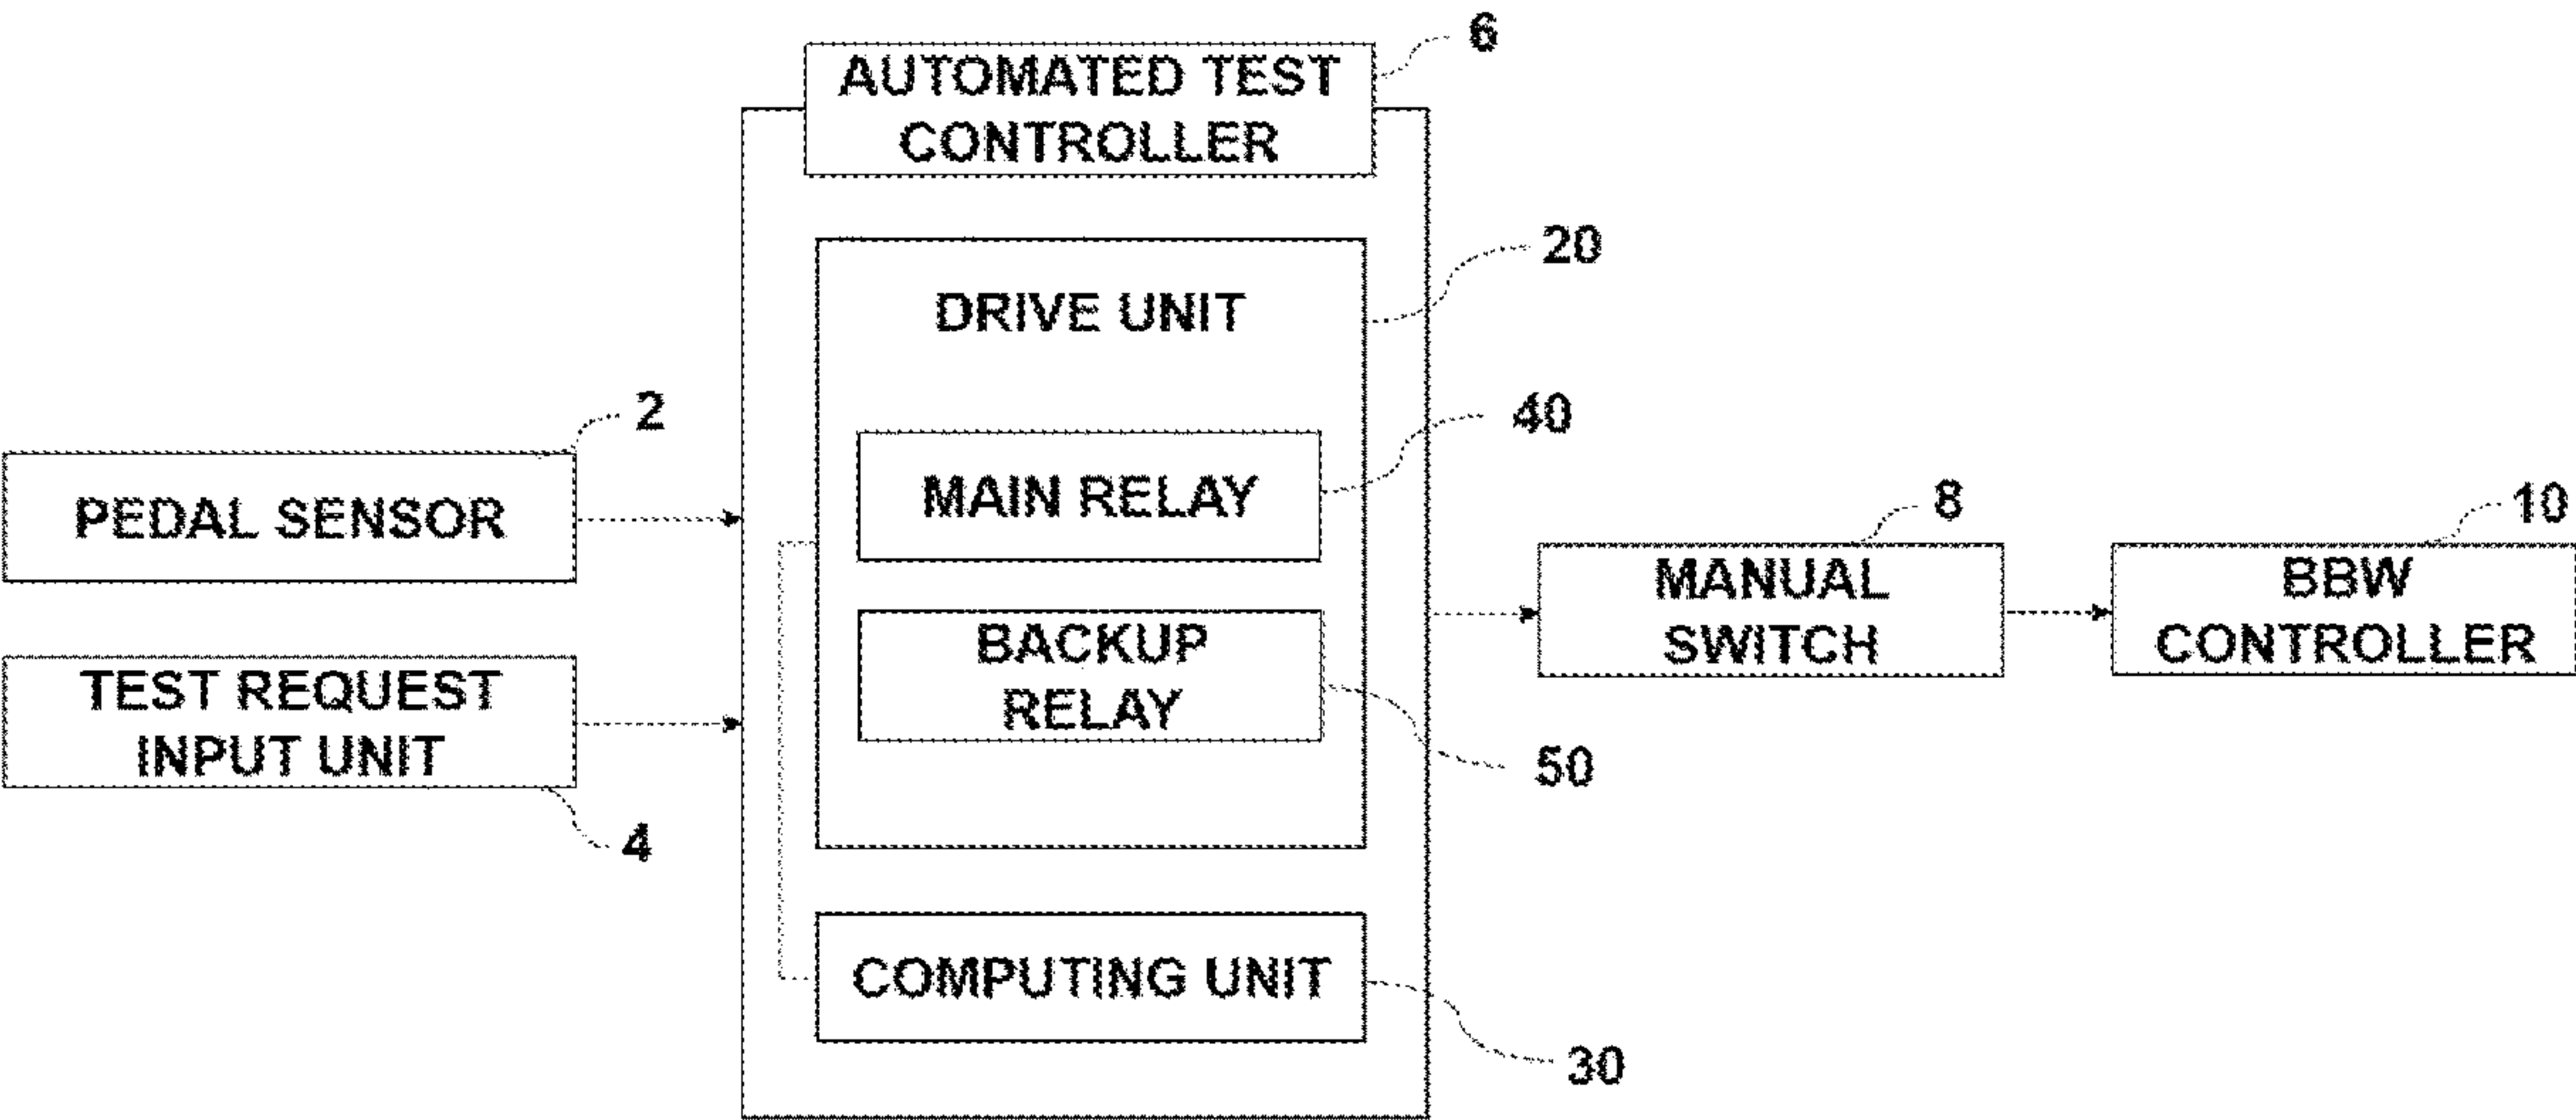 6
AUTOMATED TEST
CONTROLLER
20
DRIVE UNIT
2
40
PEDAL SENSOR
MAIN RELAY
8
10
MANUAL
SWITCH
BBW
CONTROLLER
TEST REQUEST
INPUT UNIT
BACKUP
RELAY
50
4
COMPUTING UNIT
30